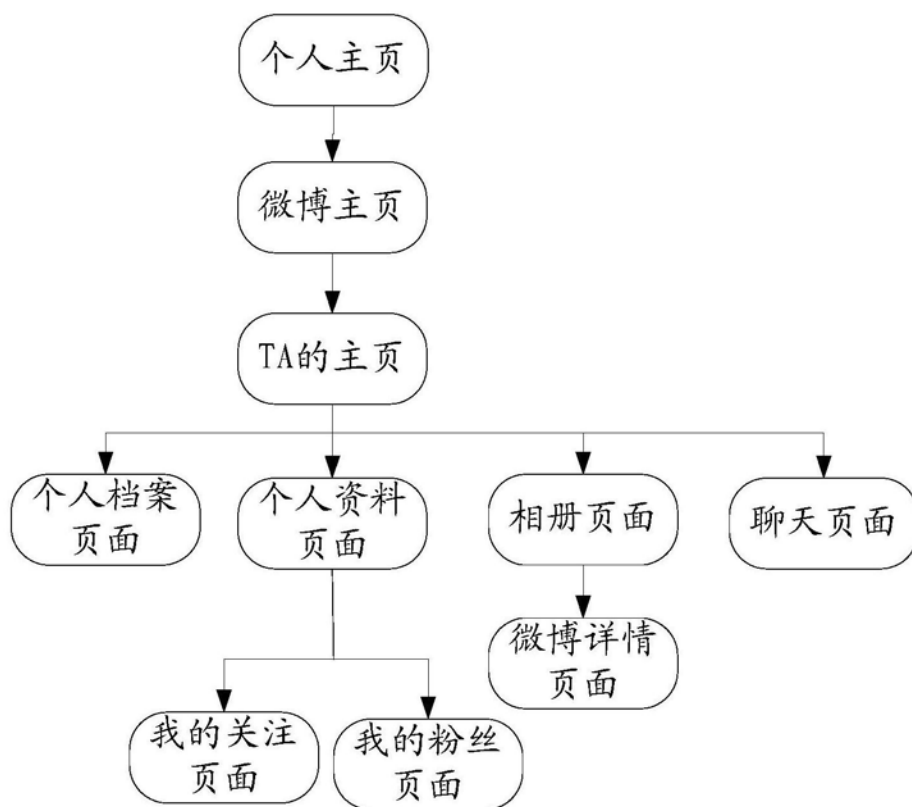 个人主页
微博主页
TA的主页
个人档案
页面
个人资料
页面
相册页面
聊天页面
微博详情
页面
我的关注
页面
我的粉丝
页面